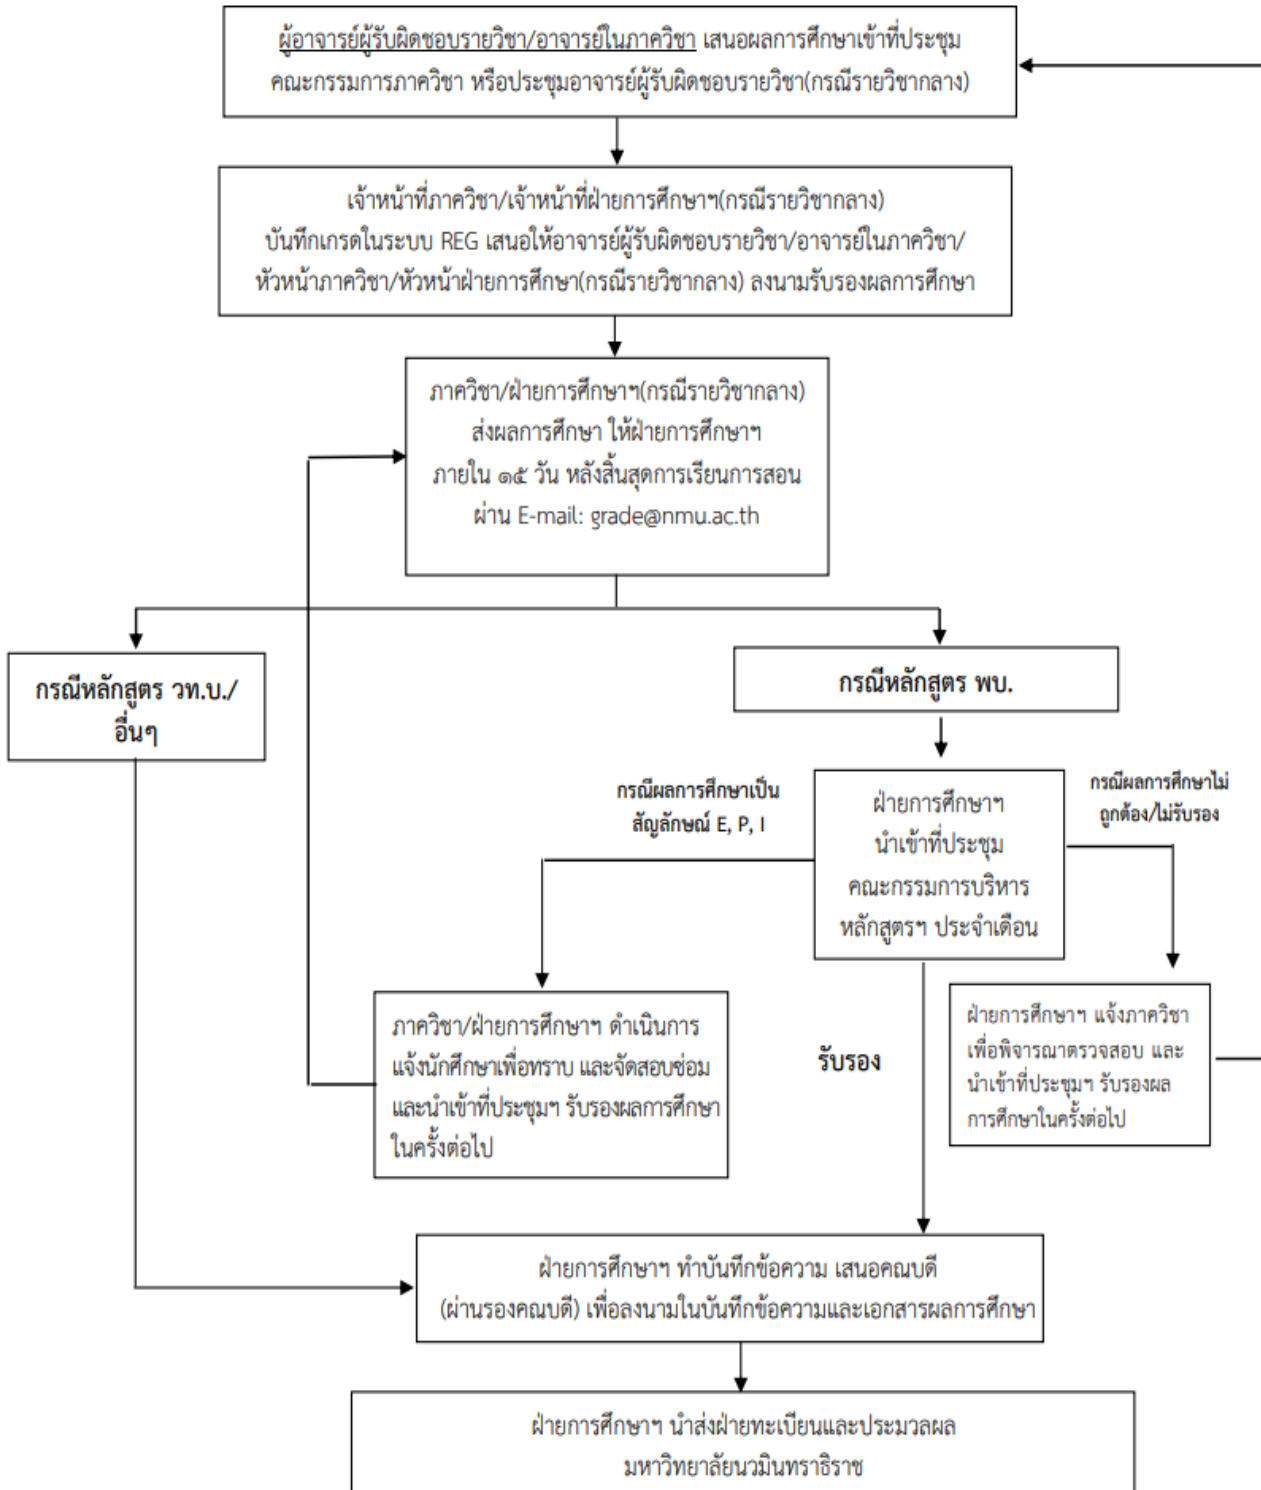 ผู้อาจารย์ผู้รับผิดชอบรายวิชา/อาจารย์ในภาควิชา เสนอผลการศึกษาเข้าที่ประชุม
คณะกรรมการภาควิชา หรือประชุมอาจารย์ผู้รับผิดชอบรายวิชา(กรณีรายวิชากลาง)
เจ้าหน้าที่ภาควิชา/เจ้าหน้าที่ฝ่ายการศึกษาฯ(กรณีรายวิชากลาง)
บันทึกเกรดในระบบ REG เสนอให้อาจารย์ผู้รับผิดชอบรายวิชา/อาจารย์ในภาควิชา/
หัวหน้าภาควิชา/หัวหน้าฝ่ายการศึกษา(กรณีรายวิชากลาง) ลงนามรับรองผลการศึกษา
ภาควิชา/ฝ่ายการศึกษาฯ(กรณีรายวิชากลาง)
ส่งผลการศึกษา ให้ฝ่ายการศึกษาฯ
ภายใน ๑๕ วัน หลังสิ้นสุดการเรียนการสอน
ผ่าน E-mail: grade@nmu.ac.th
กรณีหลักสูตร วท.บ./
อื่นๆ
กรณีหลักสูตร พบ.
กรณีผลการศึกษาเป็น
สัญลักษณ์ E, P, I
ฝ่ายการศึกษาฯ
นำเข้าที่ประชุม
คณะกรรมการบริหาร
หลักสูตรฯ ประจำเดือน
กรณีผลการศึกษาไม่
ถูกต้อง/ไม่รับรอง
ภาควิชา/ฝ่ายการศึกษาฯ ดำเนินการ
แจ้งนักศึกษาเพื่อทราบ และจัดสอบซ่อม
และนำเข้าที่ประชุมฯ รับรองผลการศึกษา
ในครั้งต่อไป
รับรอง
ฝ่ายการศึกษาฯ แจ้งภาควิชา
เพื่อพิจารณาตรวจสอบ และ
นำเข้าที่ประชุมฯ รับรองผล
การศึกษาในครั้งต่อไป
ฝ่ายการศึกษาฯ ทำบันทึกข้อความ เสนอคณบดี
(ผ่านรองคณบดี) เพื่อลงนามในบันทึกข้อความและเอกสารผลการศึกษา
ฝ่ายการศึกษาฯ นำส่งฝ่ายทะเบียนและประมวลผล
มหาวิทยาลัยนวมินทราธิราช